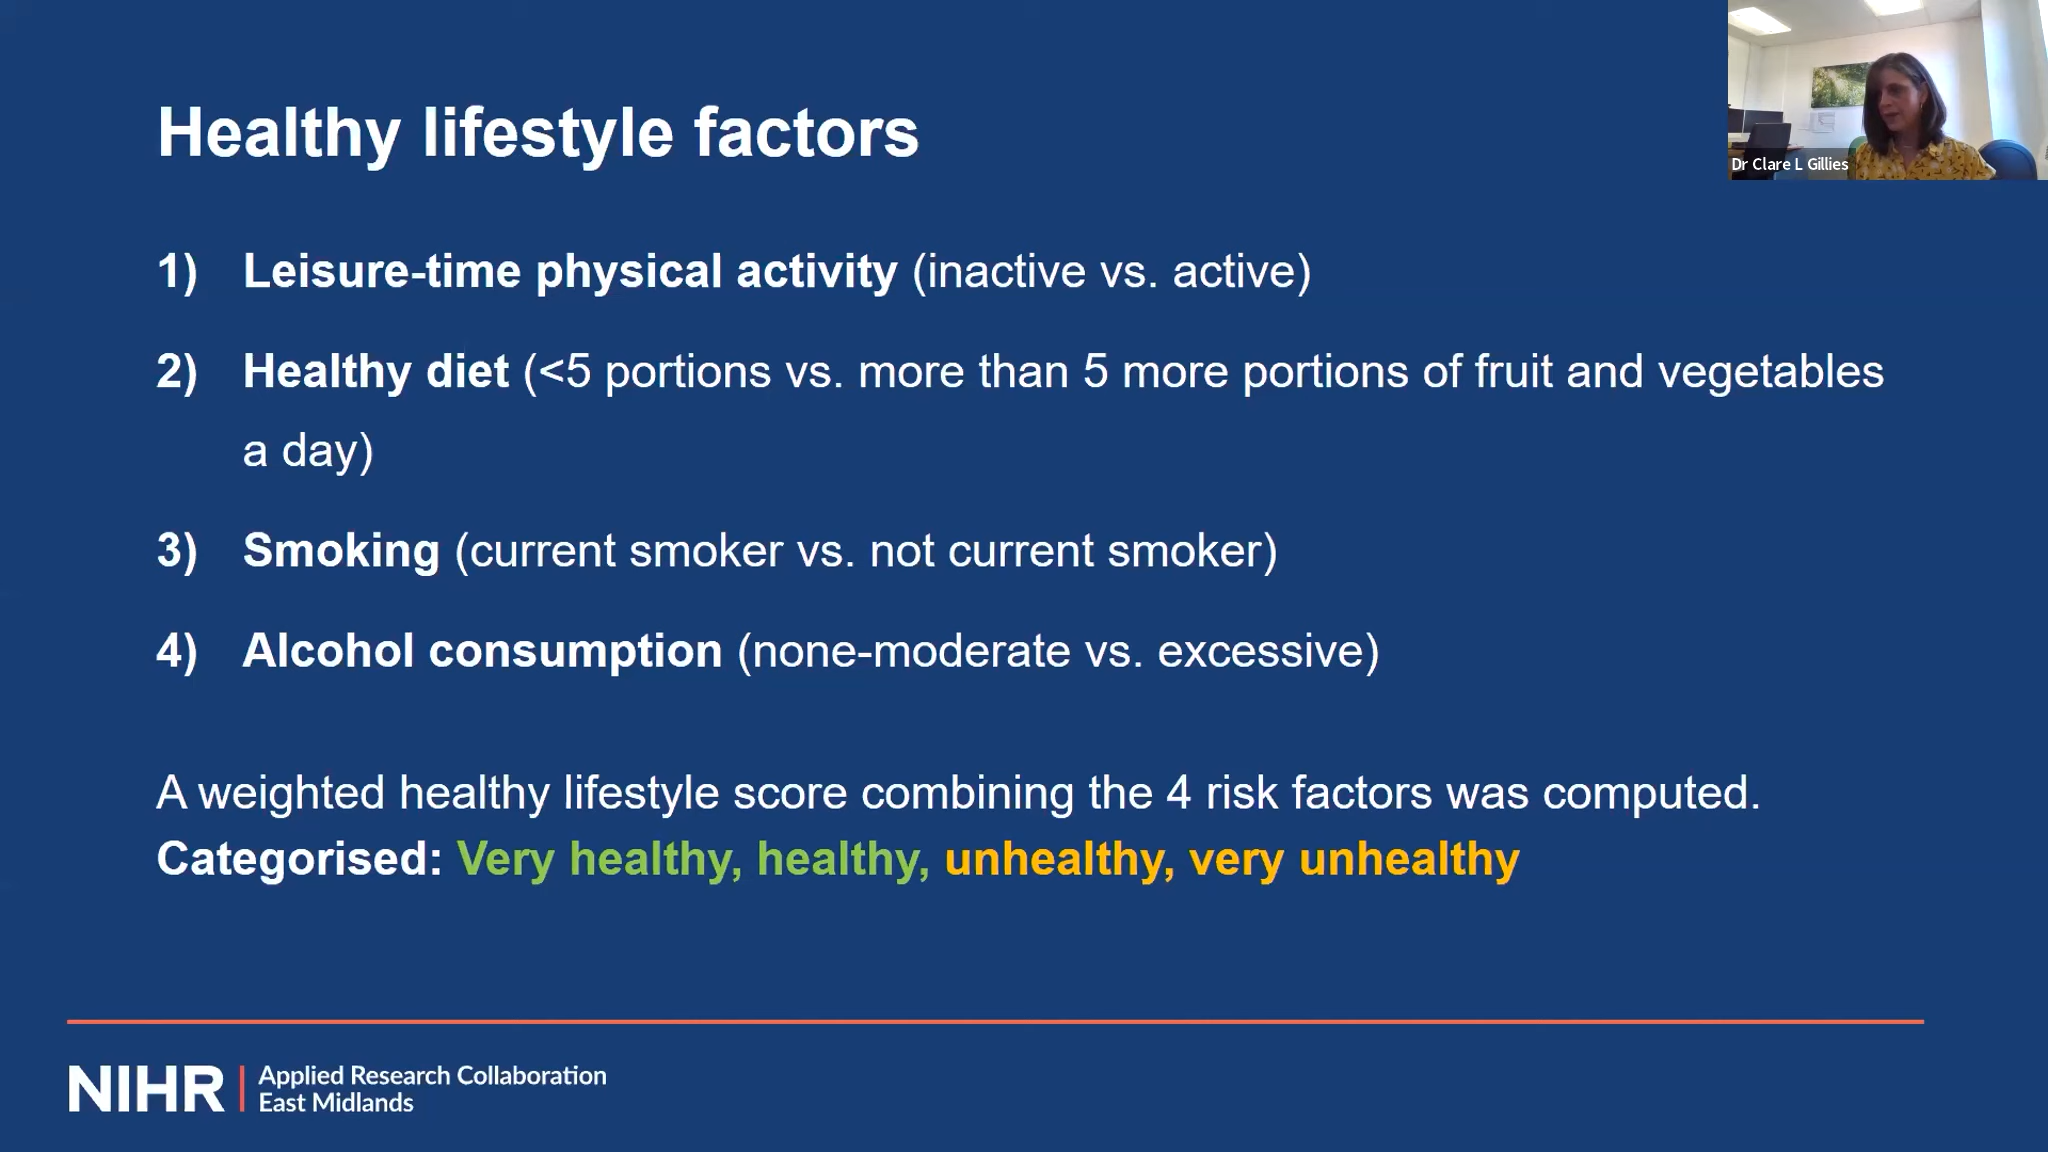 Healthy lifestyle factors
Dr Clare L Gillies
1) Leisure-time physical activity (inactive vs. active)
2) Healthy diet (<5 portions vs. more than 5 more portions of fruit and vegetables
a day)
3) Smoking (current smoker vs. not current smoker)
4) Alcohol consumption (none-moderate vs. excessive)
A weighted healthy lifestyle score combining the 4 risk factors was computed.
Categorised: Very healthy, healthy, unhealthy, very unhealthy
NIHR | Applied Research Collaboration
East Midlands